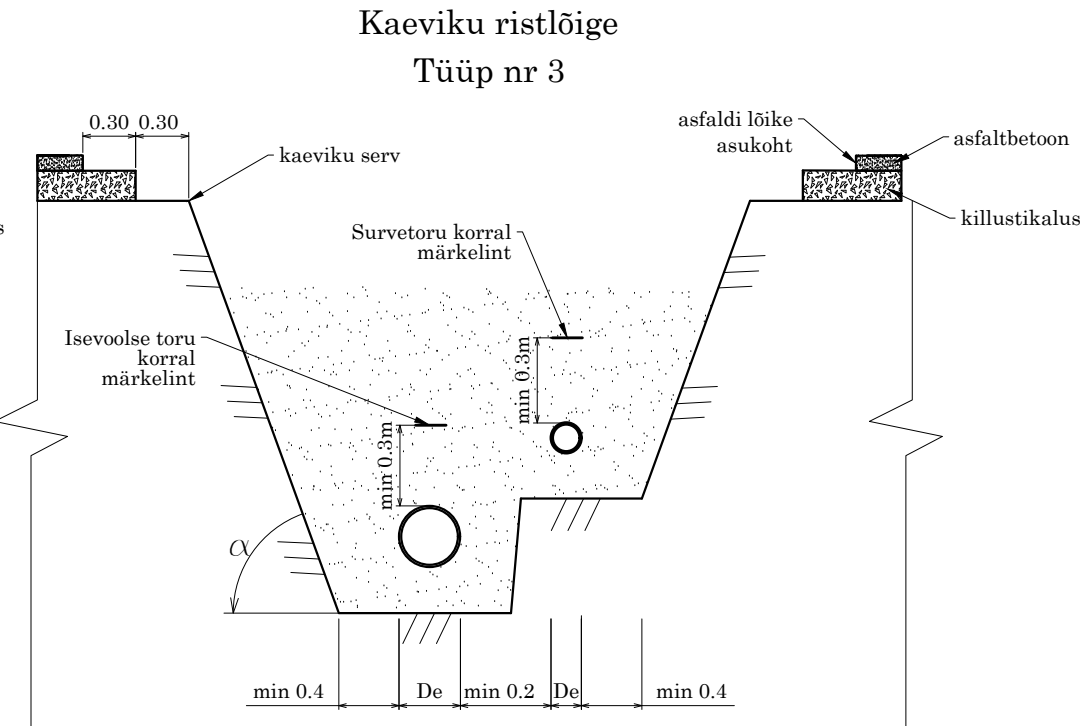 Kaeviku ristlõige
Tüüp nr 3
0.30 0.30
kaeviku serv
asfaldi lõike
asukoht
asfaltbetoon
killustikalus
s
Survetoru korral
märkelint
Isevoolse toru
korral
märkelint
min 0.3m
min 0.3m
α
min 0.4 De min 0.2 De min 0.4